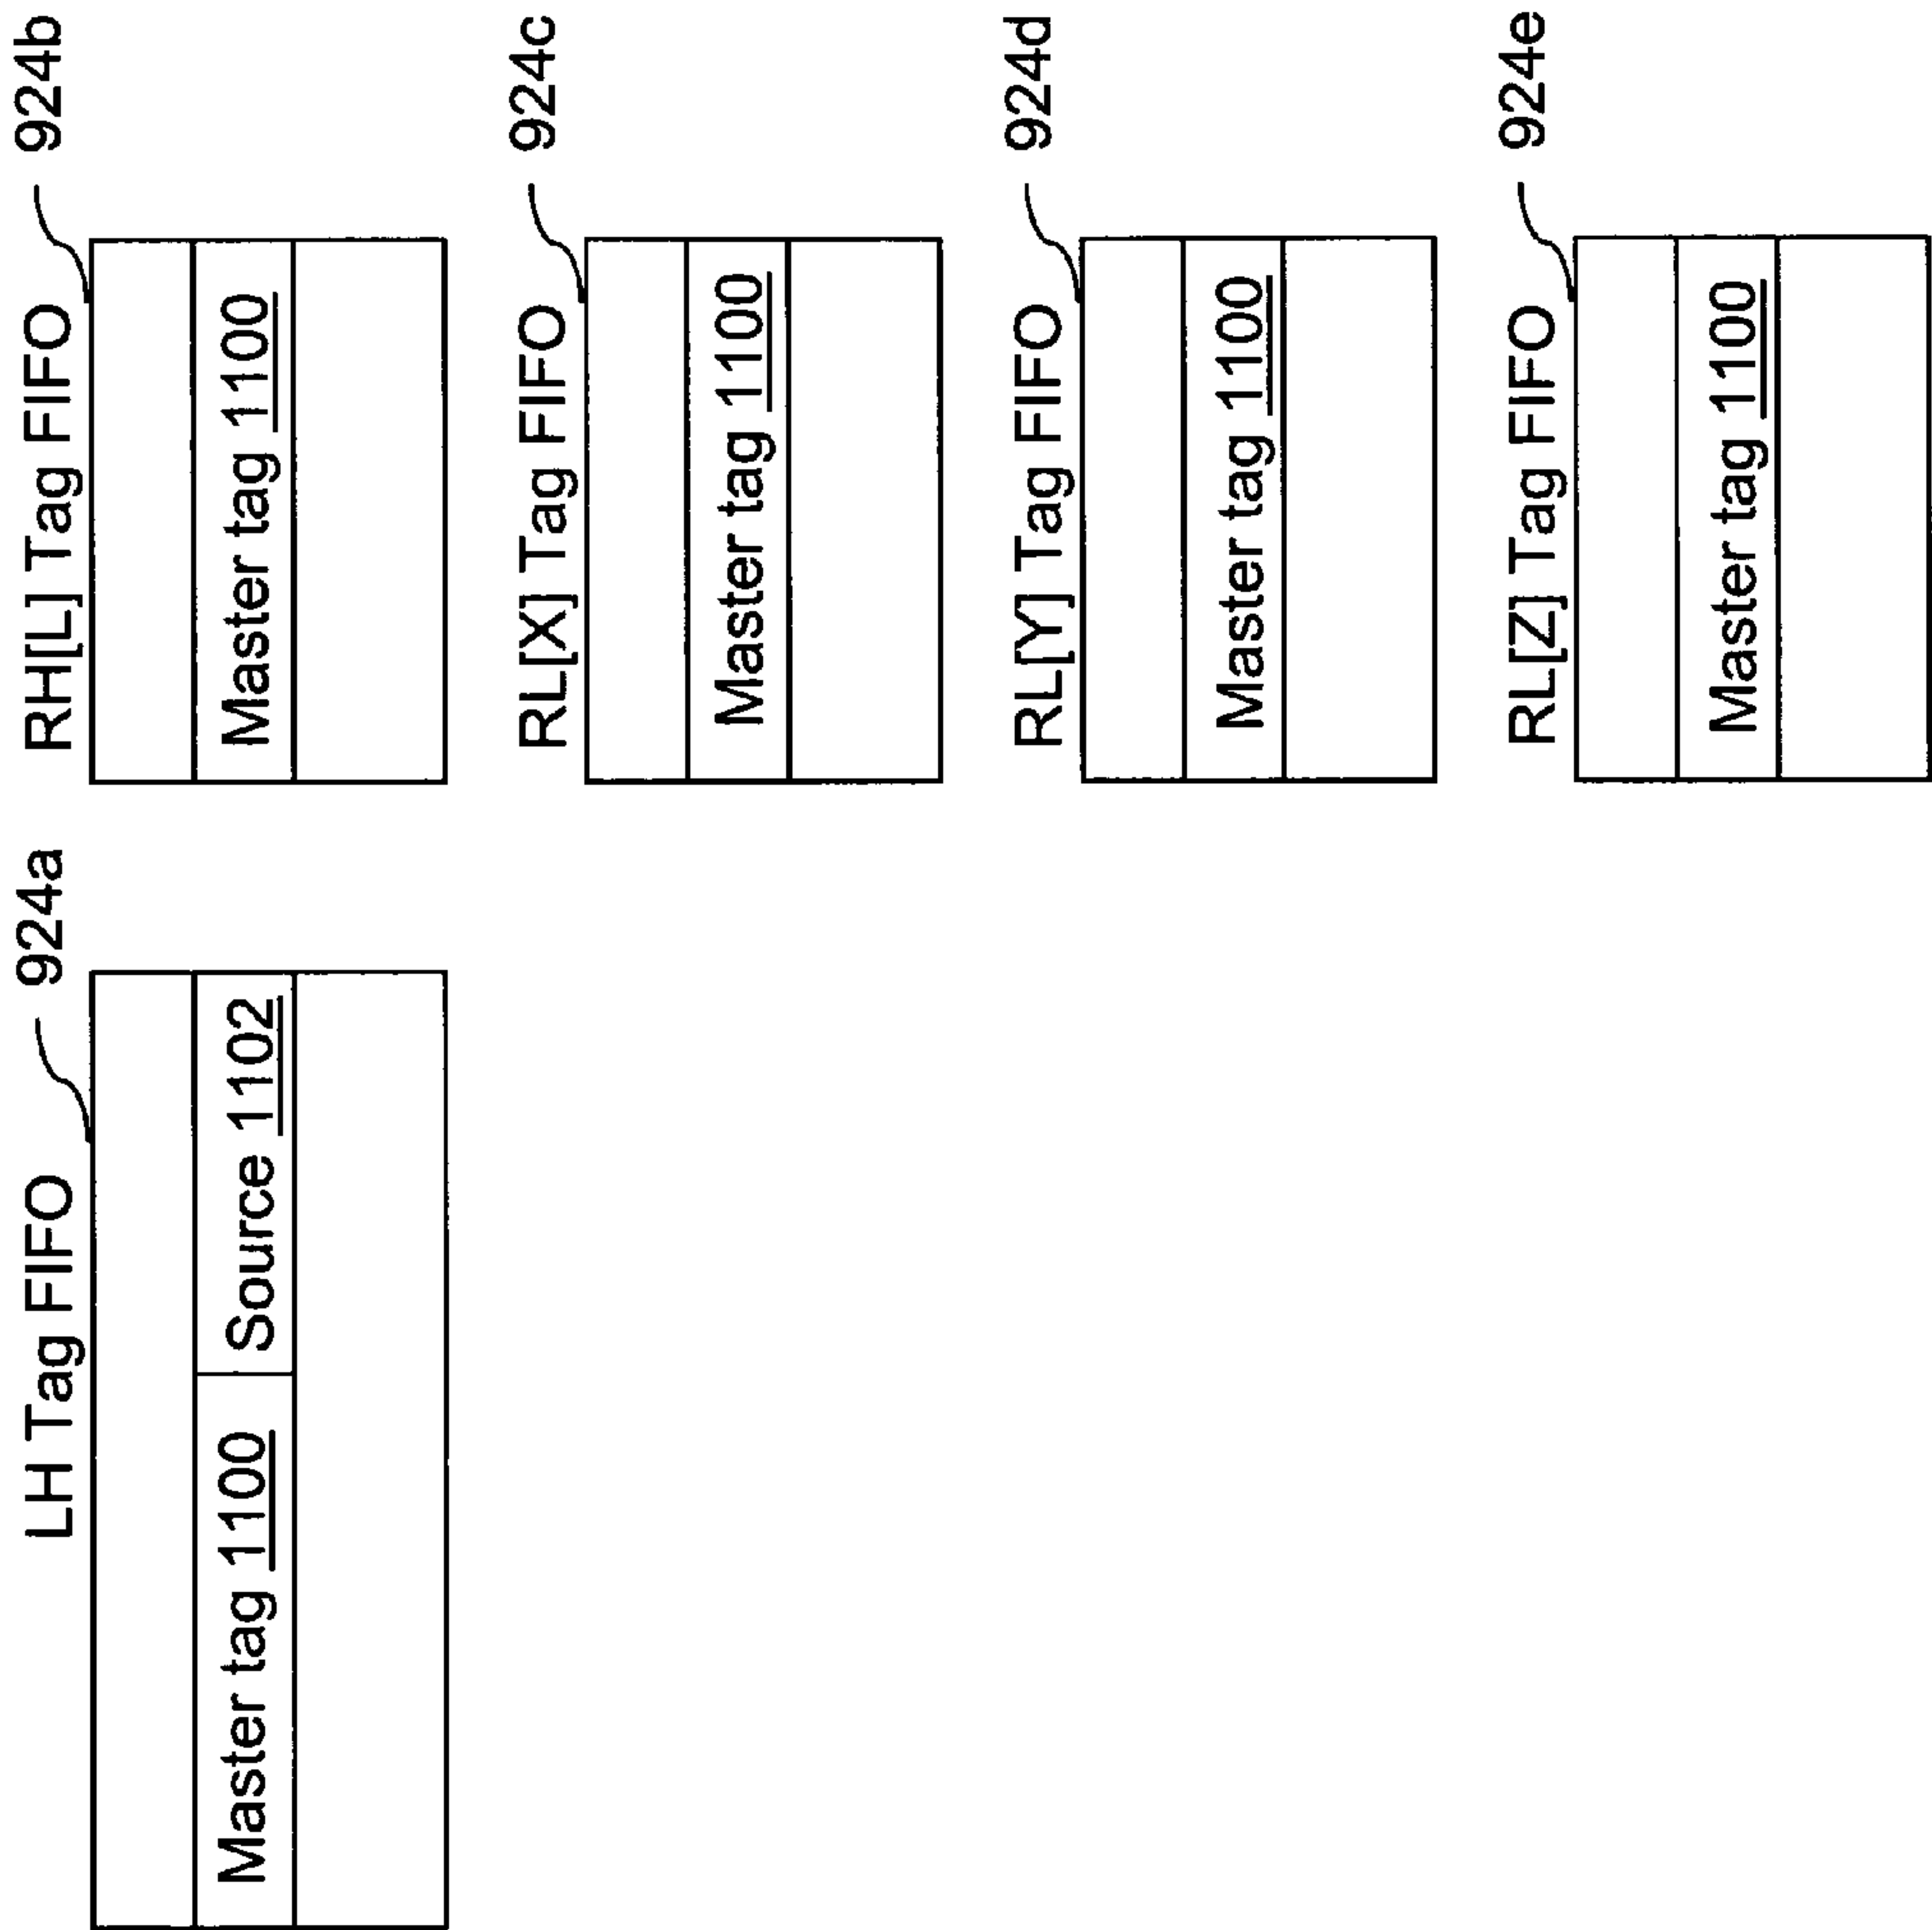 LH Tag FIFO
924a
Master tag 1100
Source 1102
RH[L] Tag FIFO
924b
Master tag 1100
RL[X] Tag FIFO
924c
Master tag 1100
RL[Y] Tag FIFO
924d
Master tag 1100
RL[Z] Tag FIFO
924e
Master tag 1100